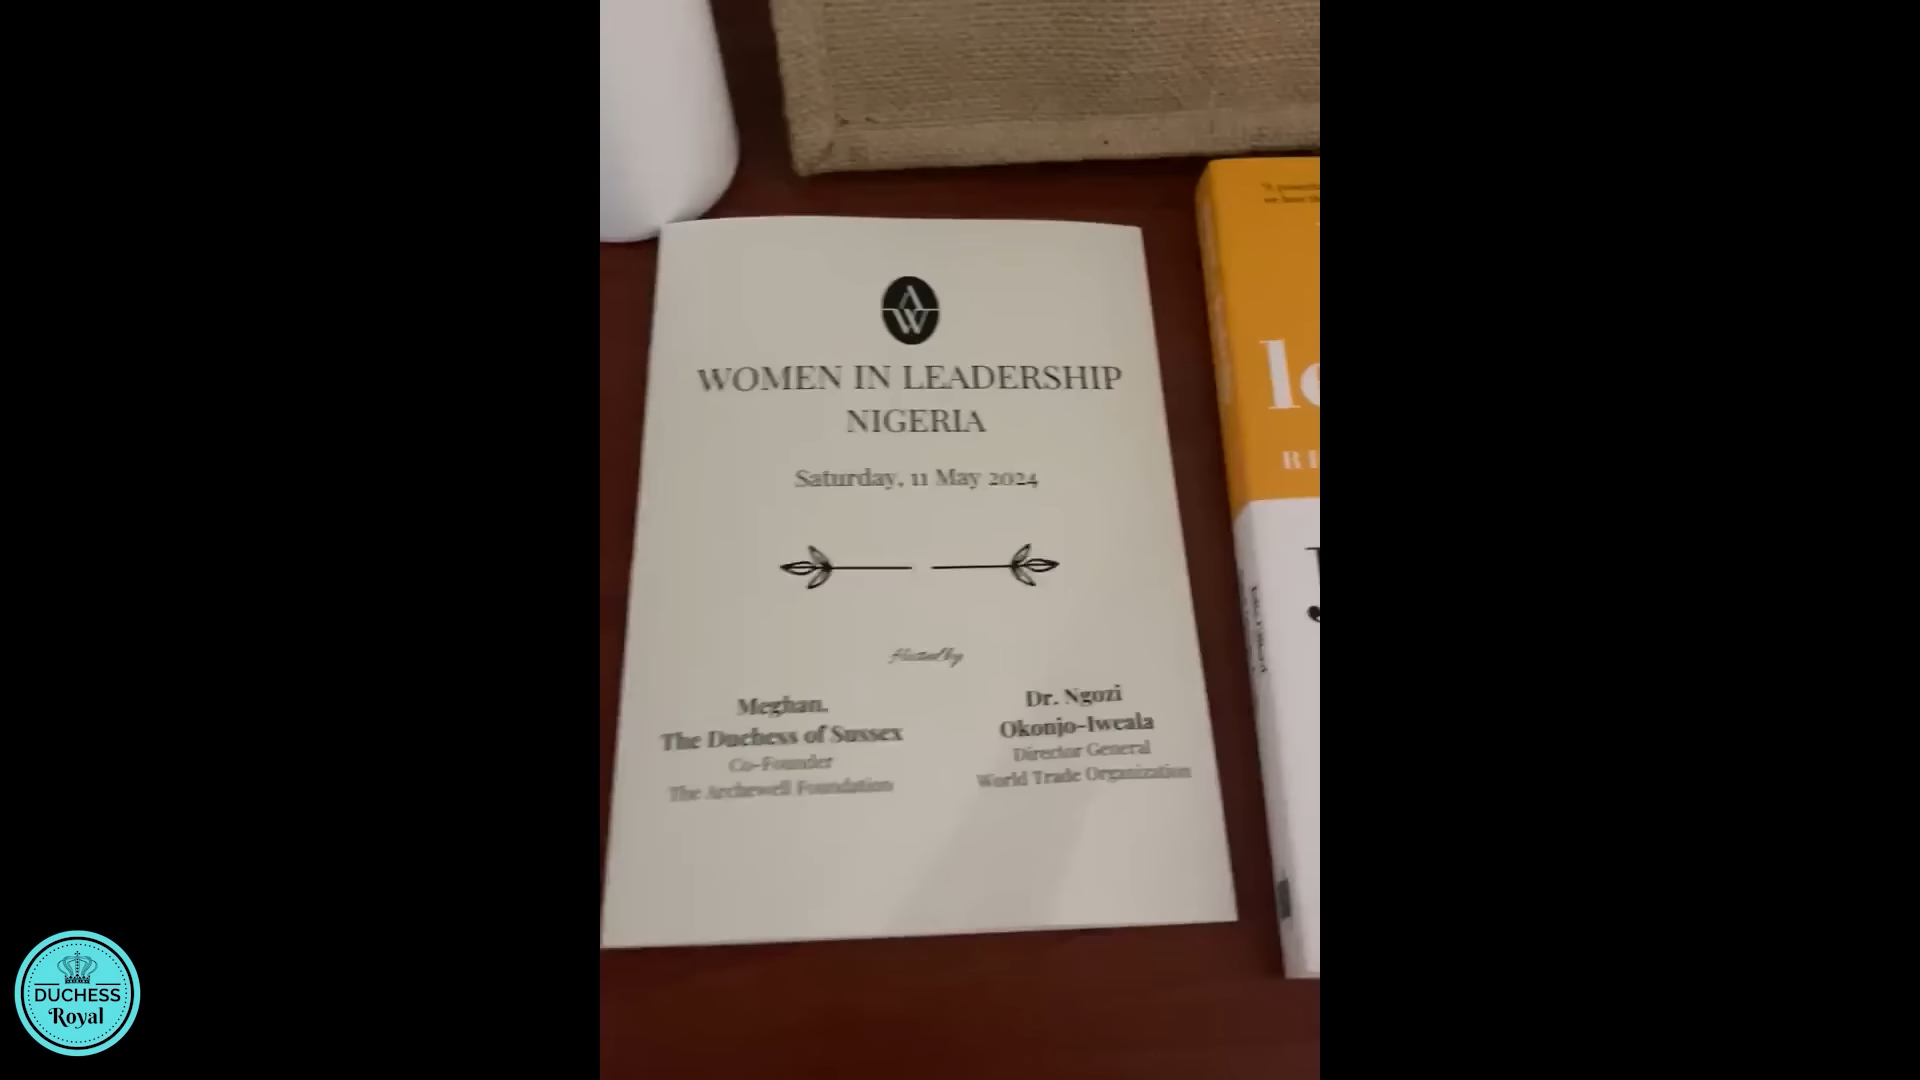 WOMEN IN LEADERSHIP
NIGERIA
Saturday, 11 May 2024
Hosted by
Meghan,
The Duchess of Sussex
Co-Founder
The Archewell Foundation
Dr. Ngozi
Okonjo-Iweala
Director General
World Trade Organization
le
DUCHESS
Royal